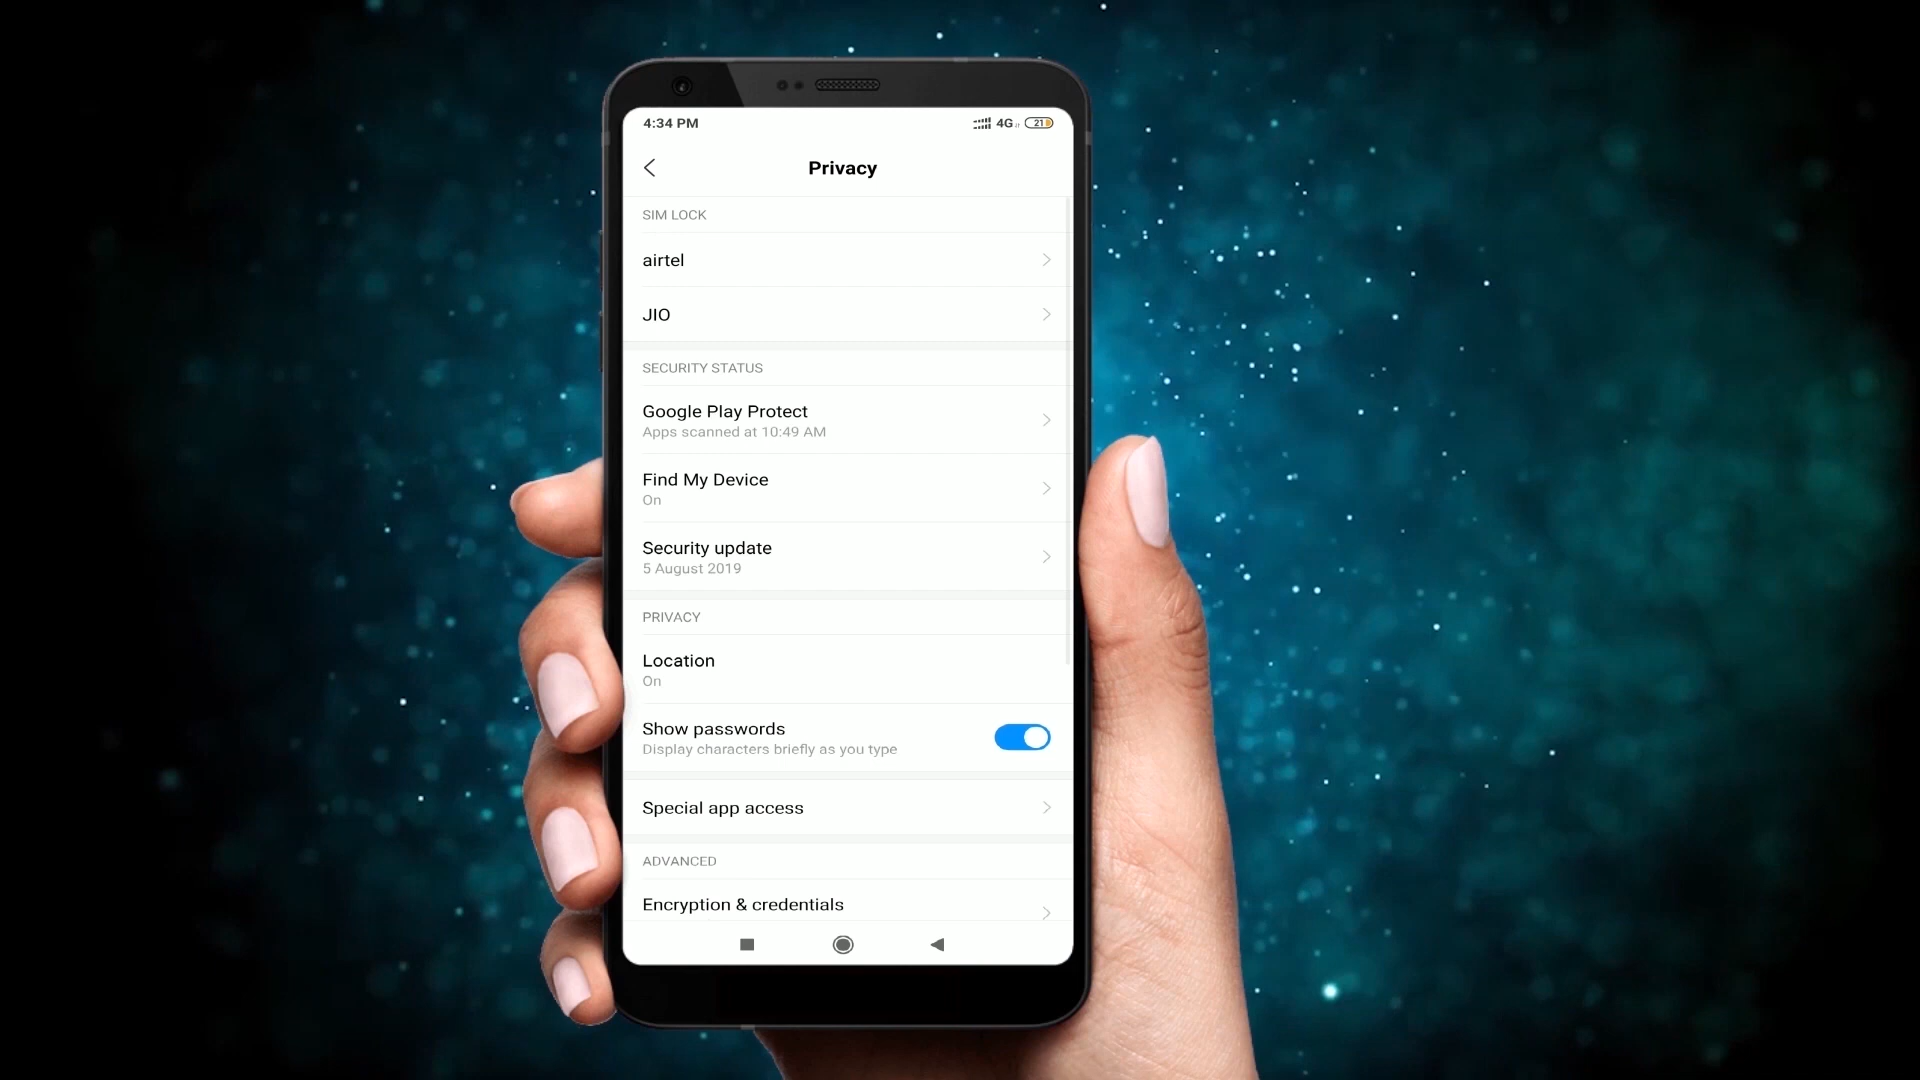 4:34 PM
4G 21
Privacy
SIM LOCK
airtel
JIO
SECURITY STATUS
Google Play Protect
Apps scanned at 10:49 AM
Find My Device
On
Security update
5 August 2019
PRIVACY
Location
On
Show passwords
Display characters briefly as you type
Special app access
ADVANCED
Encryption & credentials